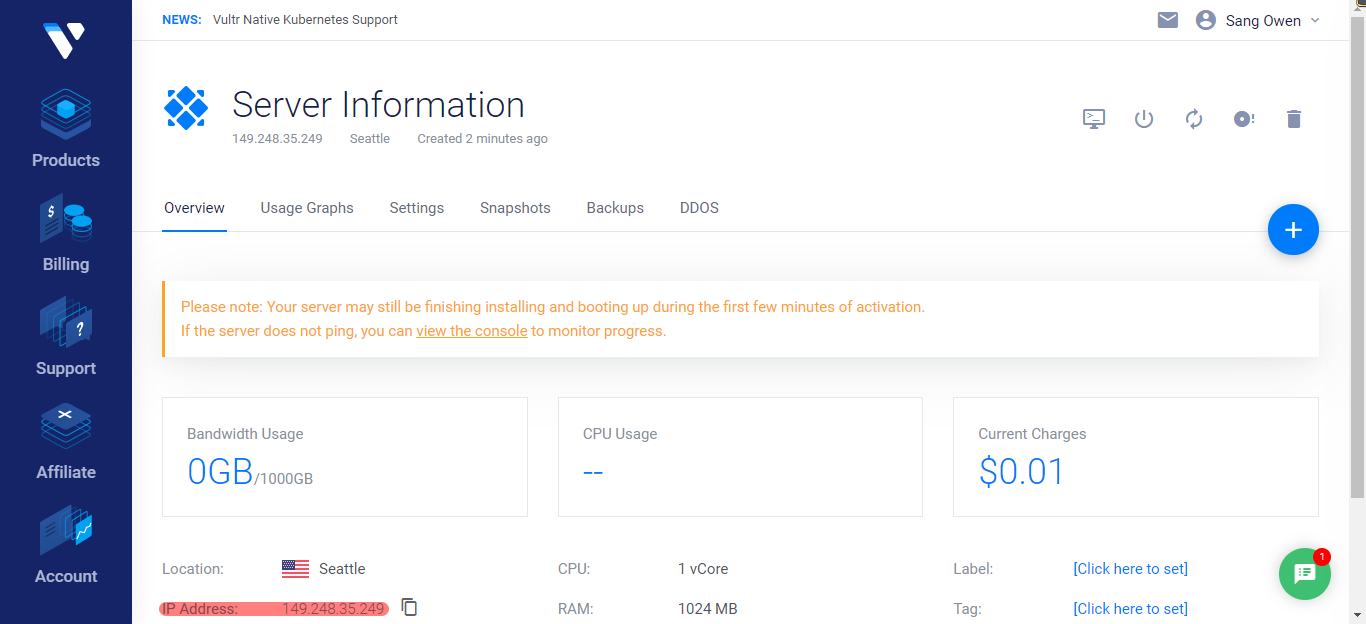 NEWS: Vultr Native Kubernetes Support
Sang Owen
Server Information
149.248.35.249 Seattle Created 2 minutes ago
Products
$
Billing
?
Support
Affiliate
Account
Overview Usage Graphs Settings Snapshots Backups DDOS
+
Please note: Your server may still be finishing installing and booting up during the first few minutes of activation.
If the server does not ping, you can view the console to monitor progress.
Bandwidth Usage
0GB/1000GB
CPU Usage
--
Current Charges
$0.01
Location: Seattle CPU: 1 vCore Label: [Click here to set]
1
IP Address: 149.248.35.249 RAM: 1024 MB Tag: [Click here to set]